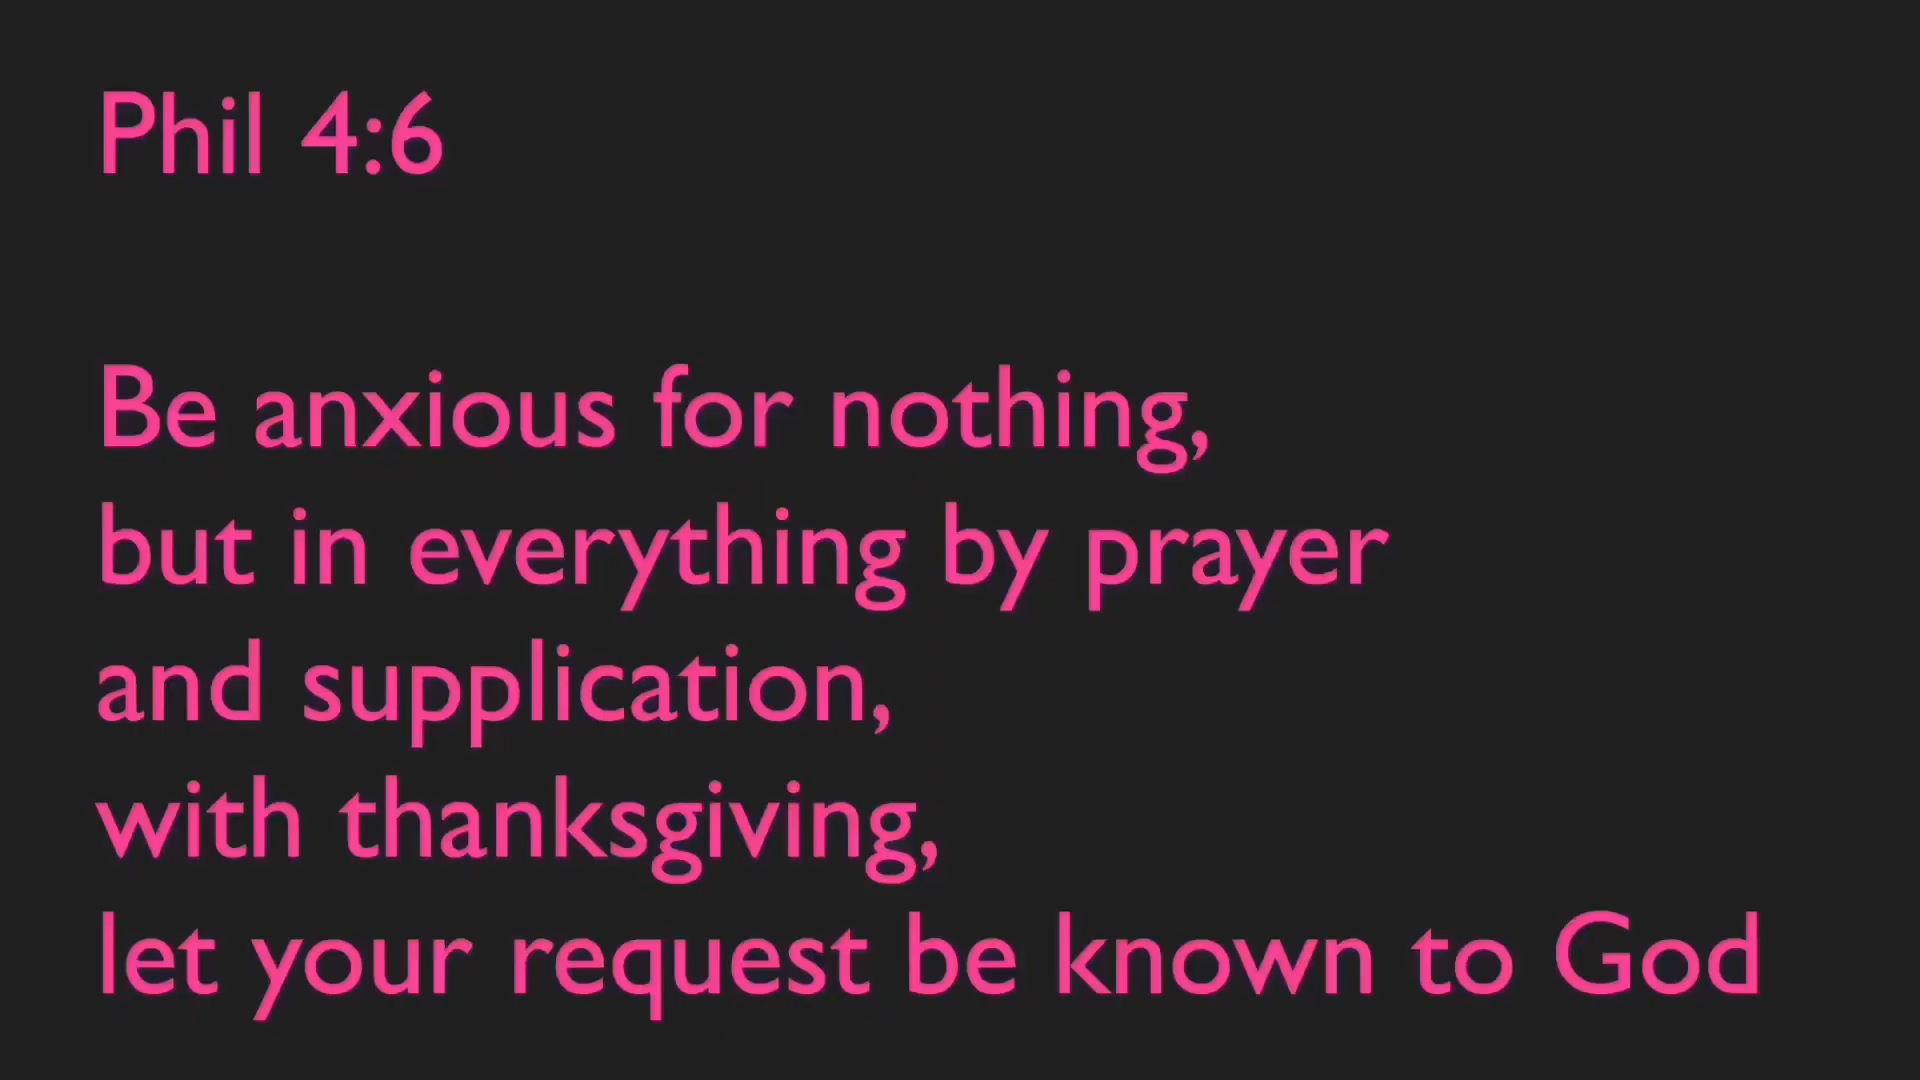 Phil 4:6
Be anxious for nothing,
but in everything by prayer
and supplication,
with thanksgiving,
let your request be known to God